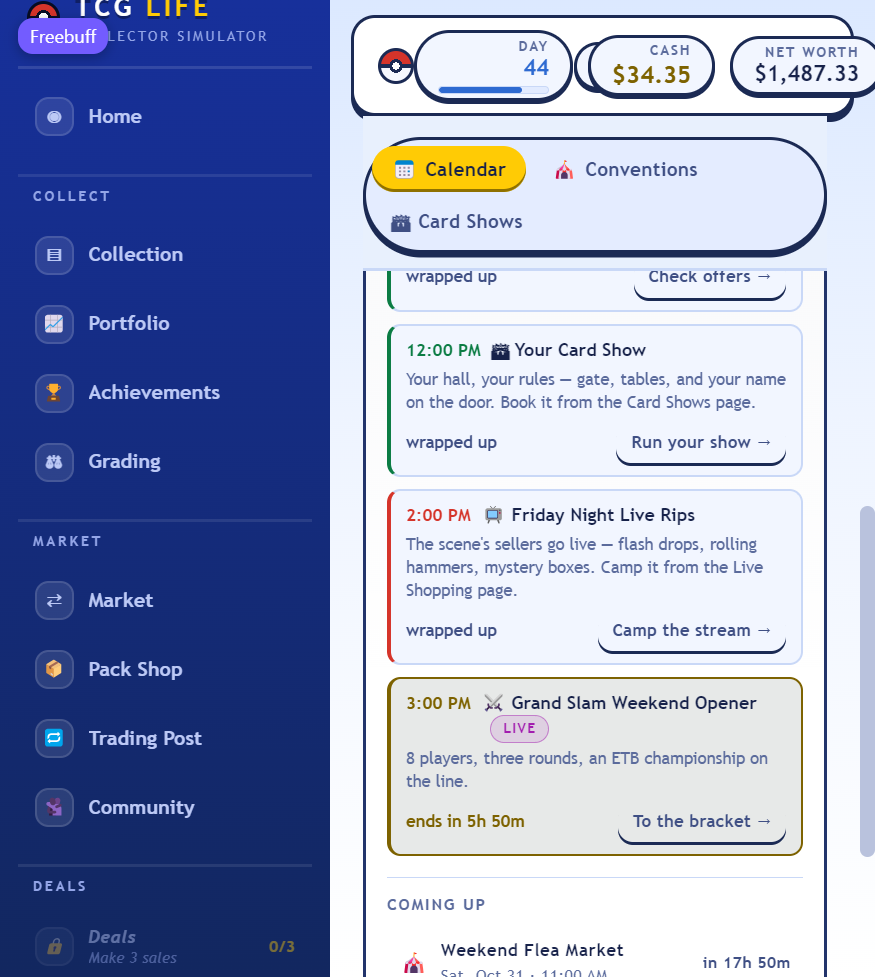 TCG LIFE
Freebuff
LECTOR SIMULATOR
Home
COLLECT
Collection
Portfolio
Achievements
Grading
MARKET
Market
Pack Shop
Trading Post
Community
DEALS
Deals
Make 3 sales
0/3
DAY
44
CASH
$34.35
NET WORTH
$1,487.33
Calendar
Conventions
Card Shows
wrapped up
Check offers →
12:00 PM Your Card Show
Your hall, your rules — gate, tables, and your name
on the door. Book it from the Card Shows page.
wrapped up
Run your show →
2:00 PM Friday Night Live Rips
The scene's sellers go live — flash drops, rolling
hammers, mystery boxes. Camp it from the Live
Shopping page.
wrapped up
Camp the stream →
3:00 PM Grand Slam Weekend Opener
LIVE
8 players, three rounds, an ETB championship on
the line.
ends in 5h 50m
To the bracket →
COMING UP
Weekend Flea Market
in 17h 50m
Sat, Oct 31 · 11:00 AM